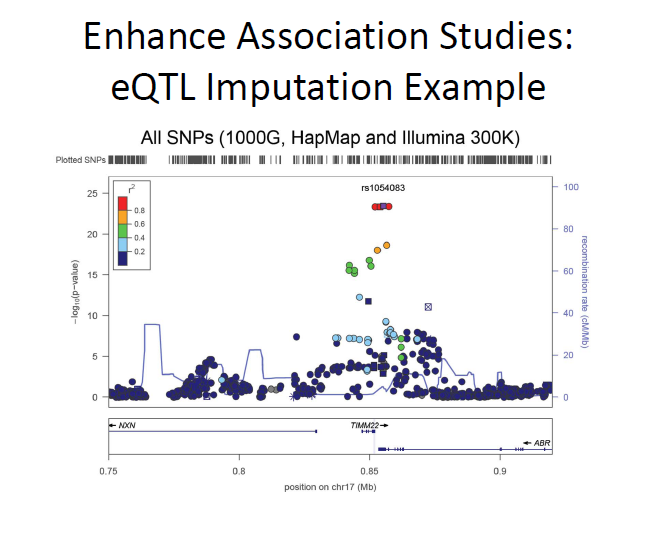 Enhance Association Studies:
eQTL Imputation Example
All SNPs (1000G, HapMap and Illumina 300K)
Plotted SNPs
rs1054083
r2
0.8
0.6
0.4
0.2
25
20
15
10
5
0
−log10(p−value)
100
80
60
40
20
0
recombination rate (cM/Mb)
NXN
TIMM22
ABR
0.75
0.8
0.85
0.9
position on chr17 (Mb)